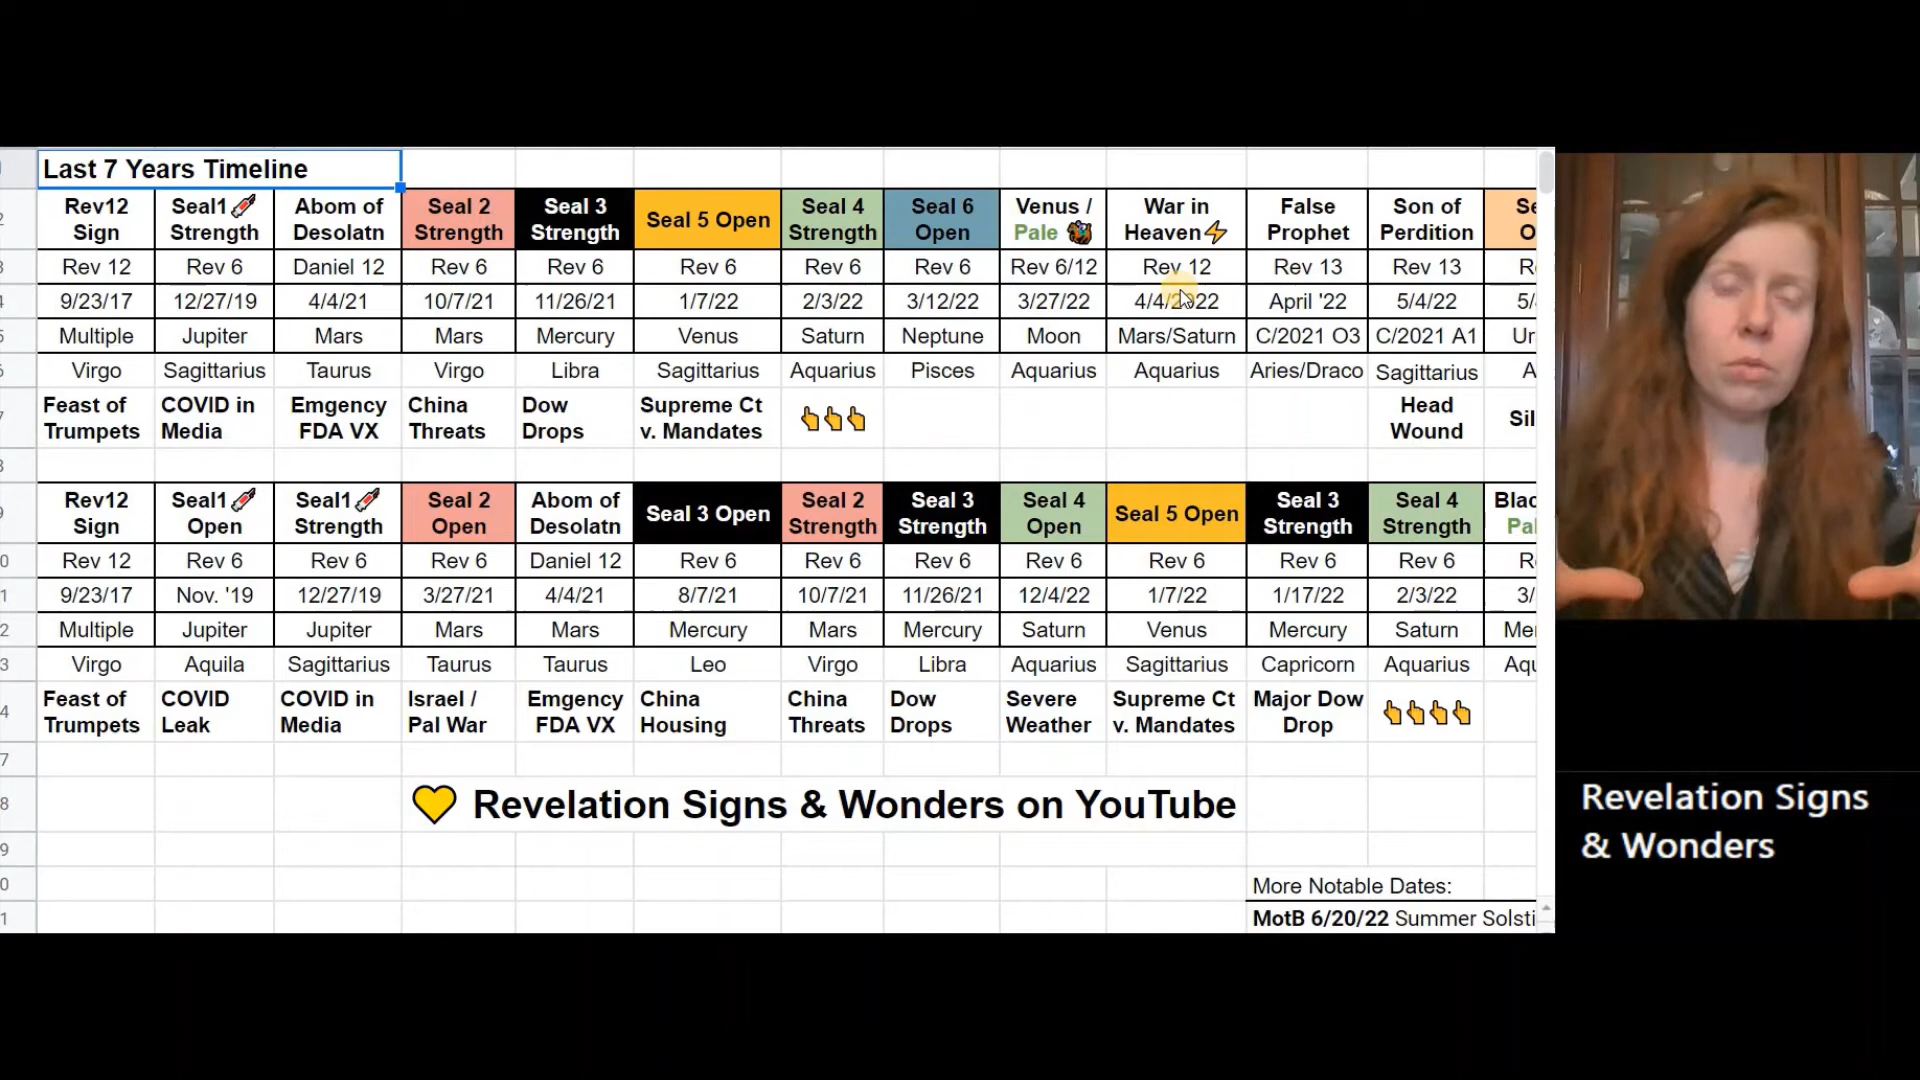 Last 7 Years Timeline
Rev12 Sign Seal1 Strength Abom of Desolatn Seal 2 Strength Seal 3 Strength Seal 5 Open Seal 4 Strength Seal 6 Open Venus / Pale War in Heaven False Prophet Son of Perdition
Rev 12 Rev 6 Daniel 12 Rev 6 Rev 6 Rev 6 Rev 6 Rev 6 Rev 6/12 Rev 12 Rev 13 Rev 13
9/23/17 12/27/19 4/4/21 10/7/21 11/26/21 1/7/22 2/3/22 3/12/22 3/27/22 4/4/2022 April '22 5/4/22
Multiple Jupiter Mars Mars Mercury Venus Saturn Neptune Moon Mars/Saturn C/2021 O3 C/2021 A1
Virgo Sagittarius Taurus Virgo Libra Sagittarius Aquarius Pisces Aquarius Aquarius Aries/Draco Sagittarius
Feast of Trumpets COVID in Media Emgency FDA VX China Threats Dow Drops Supreme Ct v. Mandates Head Wound
Rev12 Sign Seal1 Open Seal1 Strength Seal 2 Open Abom of Desolatn Seal 3 Open Seal 2 Strength Seal 3 Strength Seal 4 Open Seal 5 Open Seal 3 Strength Seal 4 Strength
Rev 12 Rev 6 Rev 6 Rev 6 Daniel 12 Rev 6 Rev 6 Rev 6 Rev 6 Rev 6 Rev 6 Rev 6
9/23/17 Nov. '19 12/27/19 3/27/21 4/4/21 8/7/21 10/7/21 11/26/21 12/4/22 1/7/22 1/17/22 2/3/22
Multiple Jupiter Jupiter Mars Mars Mercury Mars Mercury Saturn Venus Mercury Saturn
Virgo Aquila Sagittarius Taurus Taurus Leo Virgo Libra Aquarius Sagittarius Capricorn Aquarius
Feast of Trumpets COVID Leak COVID in Media Israel / Pal War Emgency FDA VX China Housing China Threats Dow Drops Severe Weather Supreme Ct v. Mandates Major Dow Drop
Revelation Signs & Wonders on YouTube
More Notable Dates:
MotB 6/20/22 Summer Solsti
Revelation Signs
& Wonders